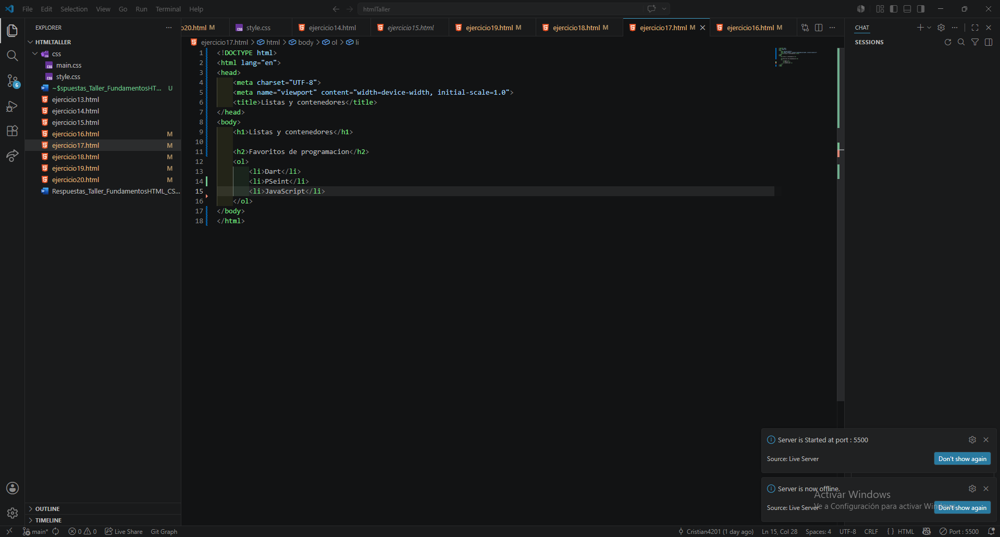 File Edit Selection View Go Run Terminal Help
htmlTaller
EXPLORER
HTMLTALLER
css
main.css
style.css
~$spuestas_Taller_FundamentosHT... U
ejercicio13.html
ejercicio14.html
ejercicio15.html
ejercicio16.html M
ejercicio17.html M
ejercicio18.html M
ejercicio19.html M
ejercicio20.html M
Respuestas_Taller_FundamentosHTML_CS...
OUTLINE
TIMELINE
o20.html M style.css ejercicio14.html ejercicio15.html ejercicio19.html M ejercicio18.html M ejercicio17.html M ejercicio16.html M
ejercicio17.html > html > body > ol > li
1 <!DOCTYPE html>
2 <html lang="en">
3 <head>
4 <meta charset="UTF-8">
5 <meta name="viewport" content="width=device-width, initial-scale=1.0">
6 <title>Listas y contenedores</title>
7 </head>
8 <body>
9 <h1>Listas y contenedores</h1>
10
11 <h2>Favoritos de programacion</h2>
12 <ol>
13 <li>Dart</li>
14 <li>PSeint</li>
15 <li>JavaScript</li>
16 </ol>
17 </body>
18 </html>
CHAT
SESSIONS
Server is Started at port : 5500
Source: Live Server
Don't show again
Server is now offline.
Source: Live Server
Don't show again
Activar Windows
Ve a Configuración para activar Windows.
6
main* 0 0 Live Share Git Graph
Cristian4201 (1 day ago) Ln 15, Col 28 Spaces: 4 UTF-8 CRLF { } HTML Port : 5500